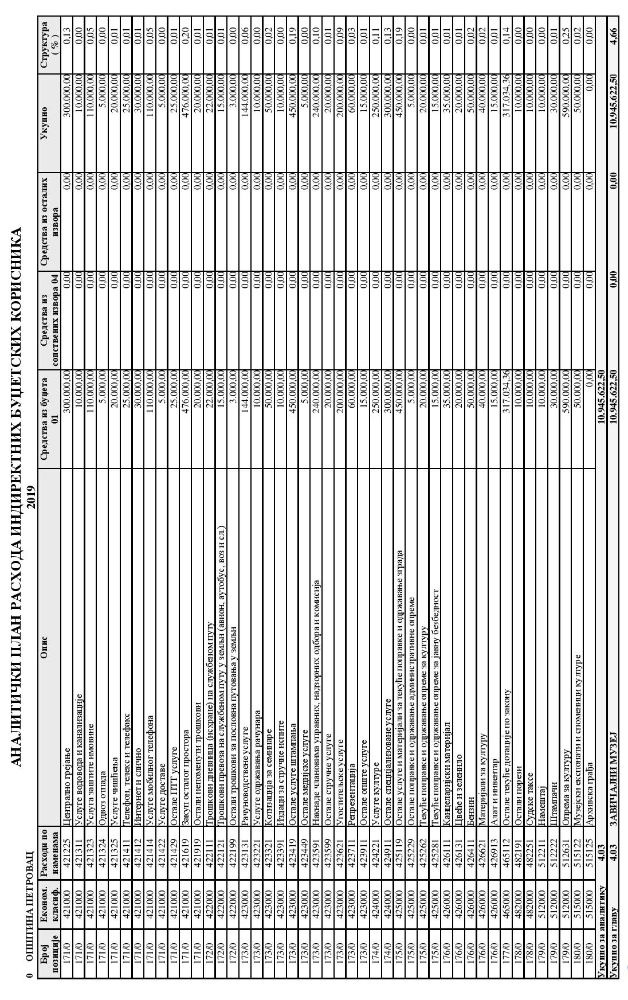 АНАЛИТИЧКИ ПЛАН РАСХОДА ИНДИРЕКТНИХ БУЏЕТСКИХ КОРИСНИКА
2019
0 ОПШТИНА ПЕТРОВАЦ
Број позиције Економ. класиф. Расходи по наменама Опис Средства из буџета 01 Средства из сопствених извора 04 Средства из осталих извора Укупно Структура ( % )
171/0 421000 421225 Централно грејање 300.000,00 0,00 0,00 300.000,00 0,13
171/0 421000 421311 Услуге водовода и канализације 10.000,00 0,00 0,00 10.000,00 0,00
171/0 421000 421323 Услуга заштите имовине 110.000,00 0,00 0,00 110.000,00 0,05
171/0 421000 421324 Одвоз отпада 5.000,00 0,00 0,00 5.000,00 0,00
171/0 421000 421325 Услуге чишћења 20.000,00 0,00 0,00 20.000,00 0,01
171/0 421000 421411 Телефон, телекс и телефакс 25.000,00 0,00 0,00 25.000,00 0,01
171/0 421000 421412 Интернет и слично 30.000,00 0,00 0,00 30.000,00 0,01
171/0 421000 421414 Услуге мобилног телефона 110.000,00 0,00 0,00 110.000,00 0,05
171/0 421000 421422 Услуге доставе 5.000,00 0,00 0,00 5.000,00 0,00
171/0 421000 421429 Остале ПТТ услуге 25.000,00 0,00 0,00 25.000,00 0,01
171/0 421000 421619 Закуп осталог простора 476.000,00 0,00 0,00 476.000,00 0,20
171/0 421000 421919 Остали непоменути трошкови 20.000,00 0,00 0,00 20.000,00 0,01
172/0 422000 422111 Трошкови дневница (исхране) на службеном путу 22.000,00 0,00 0,00 22.000,00 0,01
172/0 422000 422121 Трошкови превоза на службеном путу у земљи (авион, аутобус, воз и сл.) 15.000,00 0,00 0,00 15.000,00 0,01
172/0 422000 422199 Остали трошкови за пословна путовања у земљи 3.000,00 0,00 0,00 3.000,00 0,00
173/0 423000 423131 Рачуноводствене услуге 144.000,00 0,00 0,00 144.000,00 0,06
173/0 423000 423221 Услуге одржавања рачунара 10.000,00 0,00 0,00 10.000,00 0,00
173/0 423000 423321 Котизација за семинаре 50.000,00 0,00 0,00 50.000,00 0,02
173/0 423000 423391 Издаци за стручне испите 10.000,00 0,00 0,00 10.000,00 0,00
173/0 423000 423419 Остале услуге штампања 450.000,00 0,00 0,00 450.000,00 0,19
173/0 423000 423449 Остале медијске услуге 5.000,00 0,00 0,00 5.000,00 0,00
173/0 423000 423591 Накнаде члановима управних, надзорних одбора и комисија 240.000,00 0,00 0,00 240.000,00 0,10
173/0 423000 423599 Остале стручне услуге 20.000,00 0,00 0,00 20.000,00 0,01
173/0 423000 423621 Угоститељске услуге 200.000,00 0,00 0,00 200.000,00 0,09
173/0 423000 423711 Репрезентација 60.000,00 0,00 0,00 60.000,00 0,03
173/0 423000 423911 Остале опште услуге 15.000,00 0,00 0,00 15.000,00 0,01
174/0 424000 424221 Услуге културе 250.000,00 0,00 0,00 250.000,00 0,11
174/0 424000 424911 Остале специјализоване услуге 300.000,00 0,00 0,00 300.000,00 0,13
175/0 425000 425119 Остале услуге и материјали за текуће поправке и одржавање зграда 450.000,00 0,00 0,00 450.000,00 0,19
175/0 425000 425229 Остале поправке и одржавање административне опреме 5.000,00 0,00 0,00 5.000,00 0,00
175/0 425000 425262 Текуће поправке и одржавање опреме за културу 20.000,00 0,00 0,00 20.000,00 0,01
175/0 425000 425281 Текуће поправке и одржавање опреме за јавну безбедност 15.000,00 0,00 0,00 15.000,00 0,01
176/0 426000 426111 Канцеларијски материјал 35.000,00 0,00 0,00 35.000,00 0,01
176/0 426000 426131 Цвеће и зеленило 20.000,00 0,00 0,00 20.000,00 0,01
176/0 426000 426411 Бензин 50.000,00 0,00 0,00 50.000,00 0,02
176/0 426000 426621 Материјали за културу 40.000,00 0,00 0,00 40.000,00 0,02
176/0 426000 426913 Алат и инвентар 15.000,00 0,00 0,00 15.000,00 0,01
177/0 465000 465112 Остале текуће дотације по закону 317.034,36 0,00 0,00 317.034,36 0,14
178/0 482000 482191 Остали порези 10.000,00 0,00 0,00 10.000,00 0,00
178/0 482000 482251 Судске таксе 10.000,00 0,00 0,00 10.000,00 0,00
179/0 512000 512211 Намештај 10.000,00 0,00 0,00 10.000,00 0,00
179/0 512000 512222 Штампачи 30.000,00 0,00 0,00 30.000,00 0,01
179/0 512000 512631 Опрема за културу 590.000,00 0,00 0,00 590.000,00 0,25
180/0 515000 515122 Музејски експонати и споменици културе 50.000,00 0,00 0,00 50.000,00 0,02
180/0 515000 515125 Архивска грађа 0,00 0,00 0,00 0,00 0,00
Укупно за аналитику 4.03 10.945.622,50
Укупно за главу 4.03 ЗАВИЧАЈНИ МУЗЕЈ 10.945.622,50 0,00 0,00 10.945.622,50 4,66